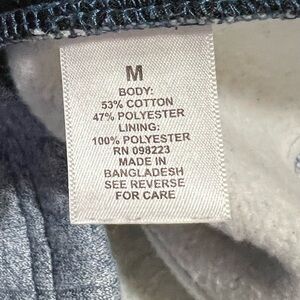 M
BODY:
53% COTTON
47% POLYESTER
LINING:
100% POLYESTER
RN 098223
MADE IN
BANGLADESH
SEE REVERSE
FOR CARE